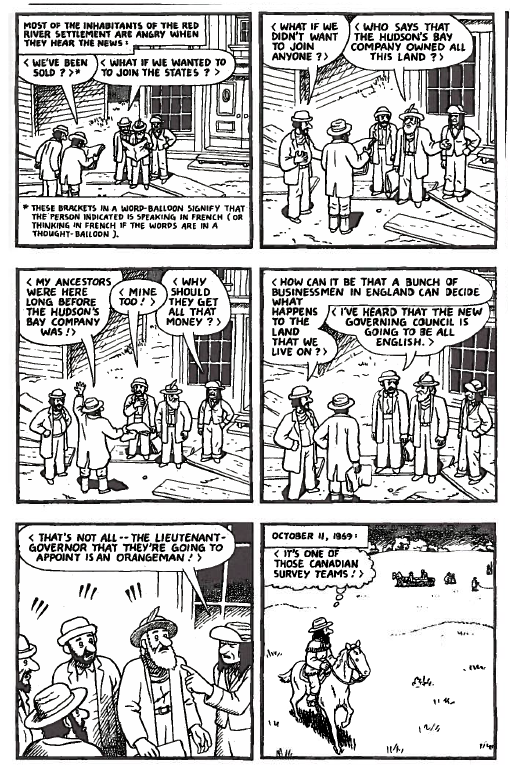 MOST OF THE INHABITANTS OF THE RED
RIVER SETTLEMENT ARE ANGRY WHEN
THEY HEAR THE NEWS:
< WE'VE BEEN
SOLD ? >*
< WHAT IF WE WANTED TO
TO JOIN THE STATES ? >
* THESE BRACKETS IN A WORD-BALLOON SIGNIFY THAT
THE PERSON INDICATED IS SPEAKING IN FRENCH ( OR
THINKING IN FRENCH IF THE WORDS ARE IN A
THOUGHT-BALLOON ).
< WHAT IF WE
DIDN'T WANT
TO JOIN
ANYONE ? >
< WHO SAYS THAT
THE HUDSON'S BAY
COMPANY OWNED ALL
THIS LAND ? >
< MY ANCESTORS
WERE HERE
LONG BEFORE
THE HUDSON'S
BAY COMPANY
WAS ! >
< MINE
TOO ! >
< WHY
SHOULD
THEY GET
ALL THAT
MONEY ? >
< HOW CAN IT BE THAT A BUNCH OF
BUSINESSMEN IN ENGLAND CAN DECIDE
WHAT
HAPPENS
TO THE
LAND
THAT WE
LIVE ON ? >
< I'VE HEARD THAT THE NEW
GOVERNING COUNCIL IS
GOING TO BE ALL
ENGLISH. >
< THAT'S NOT ALL -- THE LIEUTENANT-
GOVERNOR THAT THEY'RE GOING TO
APPOINT IS AN ORANGEMAN ! >
OCTOBER 11, 1869:
< IT'S ONE OF
THOSE CANADIAN
SURVEY TEAMS ! >